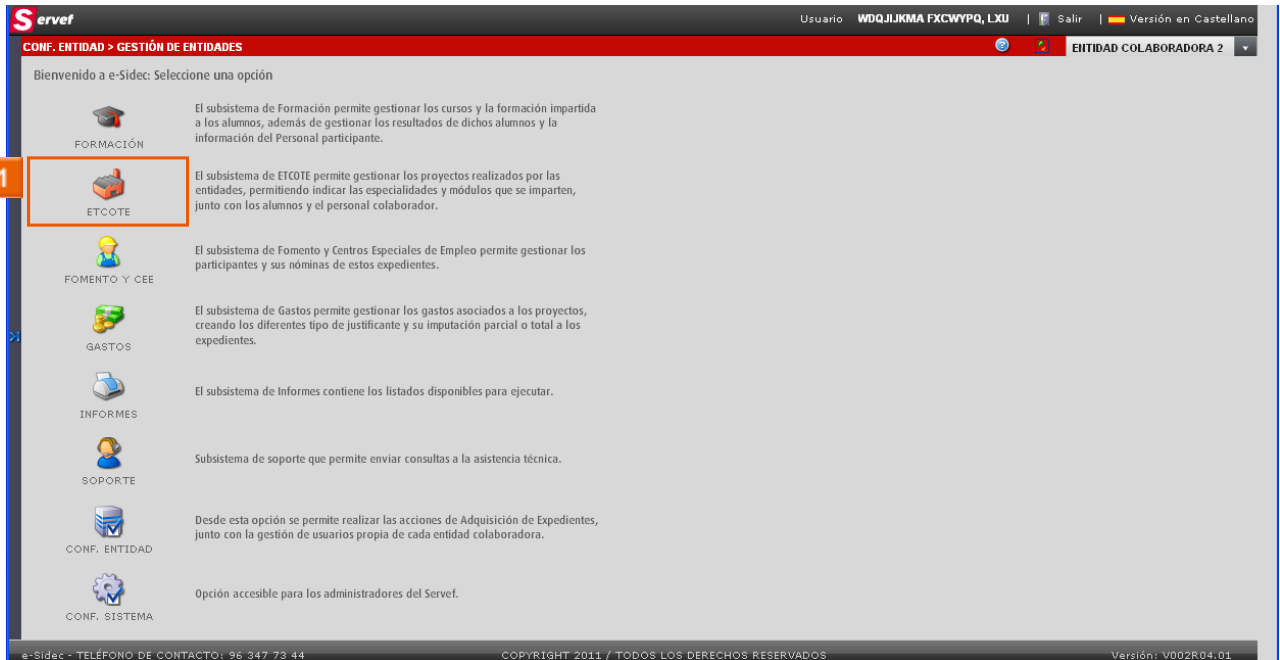 Servef
Usuario WDQJIJKMA FXCWYPQ, LXU | Salir | Versión en Castellano
CONF. ENTIDAD > GESTIÓN DE ENTIDADES
ENTIDAD COLABORADORA 2
Bienvenido a e-Sidec: Seleccione una opción
El subsistema de Formación permite gestionar los cursos y la formación impartida
a los alumnos, además de gestionar los resultados de dichos alumnos y la
información del Personal participante.
FORMACIÓN
1
El subsistema de ETCOTE permite gestionar los proyectos realizados por las
entidades, permitiendo indicar las especialidades y módulos que se imparten,
junto con los alumnos y el personal colaborador.
ETCOTE
El subsistema de Fomento y Centros Especiales de Empleo permite gestionar los
participantes y sus nóminas de estos expedientes.
FOMENTO Y CEE
El subsistema de Gastos permite gestionar los gastos asociados a los proyectos,
creando los diferentes tipo de justificante y su imputación parcial o total a los
expedientes.
GASTOS
El subsistema de Informes contiene los listados disponibles para ejecutar.
INFORMES
Subsistema de soporte que permite enviar consultas a la asistencia técnica.
SOPORTE
Desde esta opción se permite realizar las acciones de Adquisición de Expedientes,
junto con la gestión de usuarios propia de cada entidad colaboradora.
CONF. ENTIDAD
Opción accesible para los administradores del Servef.
CONF. SISTEMA
e-Sidec - TELÉFONO DE CONTACTO: 96 347 73 44
COPYRIGHT 2011 / TODOS LOS DERECHOS RESERVADOS
Versión: V002R04.01